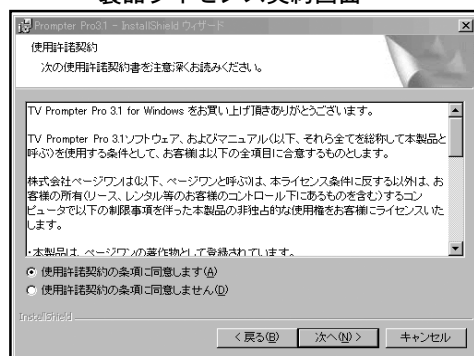 製品ライセンス契約画面
Prompter Pro3.1 - InstallShield ウィザード
使用許諾契約
次の使用許諾契約書を注意深くお読みください。
TV Prompter Pro 3.1 for Windows をお買い上げ頂きありがとうございます。
TV Prompter Pro 3.1ソフトウェア、およびマニュアル(以下、それら全てを総称して本製品と
呼ぶ)を使用する条件として、お客様は以下の全項目に合意するものとします。
株式会社ページワンは(以下、ページワンと呼ぶ)は、本ライセンス条件に反する以外は、お
客様の所有(リース、レンタル等のお客様のコントロール下にあるものを含む)するコン
ピュータで以下の制限事項を伴った本製品の非独占的な使用権をお客様にライセンスいた
します。
・本製品は、ページワンの著作物として登録されています。
使用許諾契約の条項に同意します(A)
使用許諾契約の条項に同意しません(D)
InstallShield
< 戻る(B)
次へ(N) >
キャンセル